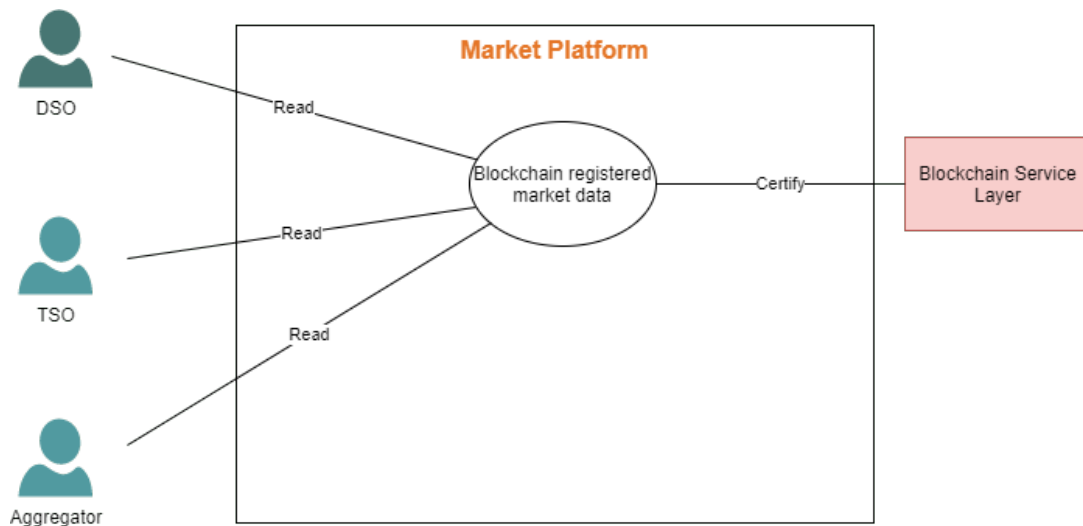 Market Platform
DSO
Read
Blockchain registered
market data
Certify
Blockchain Service
Layer
Read
TSO
Read
Aggregator